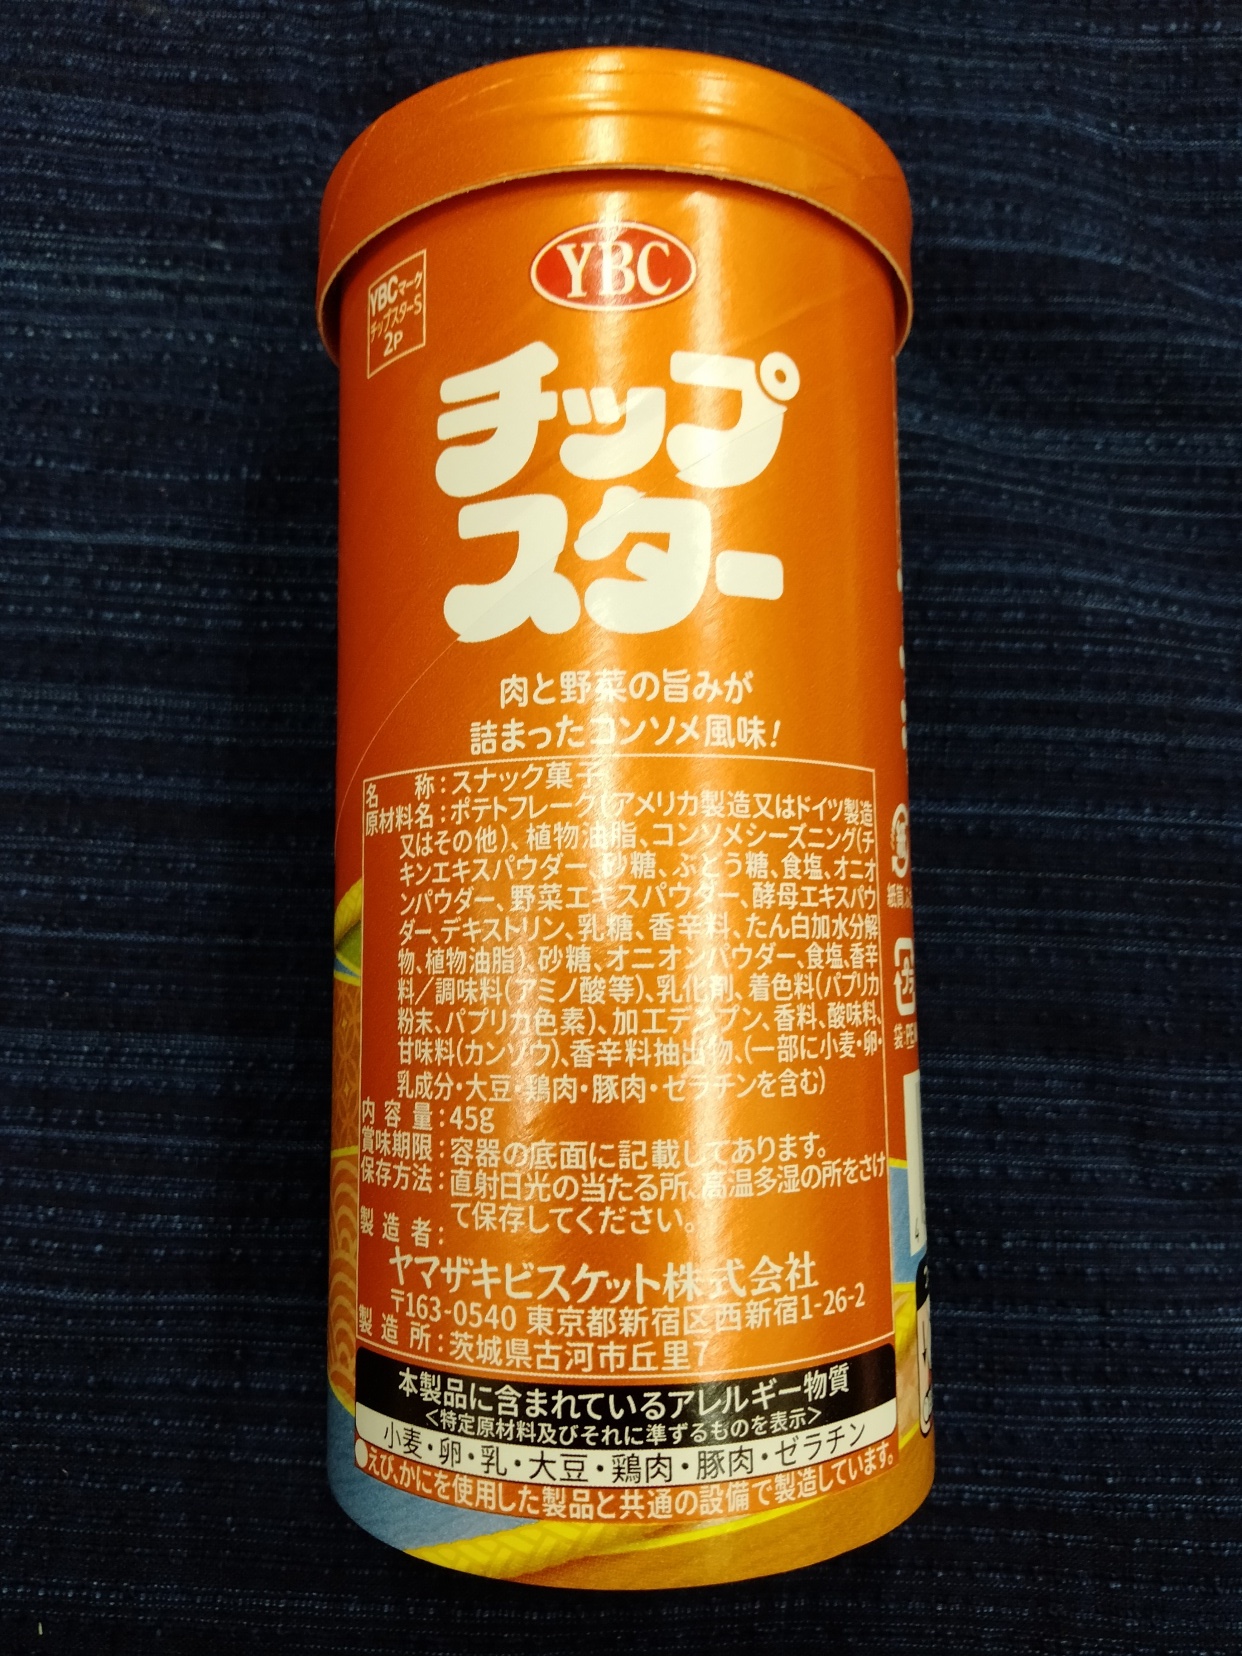 YBC
YBCマーク
チップスターS
2P
チップ
スター
肉と野菜の旨みが
詰まったコンソメ風味!
名称:スナック菓子
原材料名:ポテトフレーク(アメリカ製造又はドイツ製造
又はその他)、植物油脂、コンソメシーズニング(チ
キンエキスパウダー、砂糖、ぶどう糖、食塩、オニオ
ンパウダー、野菜エキスパウダー、酵母エキスパウ
ダー、デキストリン、乳糖、香辛料、たん白加水分解
物、植物油脂)、砂糖、オニオンパウダー、食塩、香辛
料/調味料(アミノ酸等)、乳化剤、着色料(パプリカ
粉末、パプリカ色素)、加工デンプン、香料、酸味料、
甘味料(カンゾウ)、香辛料抽出物、(一部に小麦・卵・
乳成分・大豆・鶏肉・豚肉・ゼラチンを含む)
内容量:45g
賞味期限:容器の底面に記載してあります。
保存方法:直射日光の当たる所、高温多湿の所をさけ
て保存してください。
製造者:
ヤマザキビスケット株式会社
〒163-0540 東京都新宿区西新宿1-26-2
製造所:茨城県古河市丘里7
本製品に含まれているアレルギー物質
<特定原材料及びそれに準ずるものを表示>
小麦・卵・乳・大豆・鶏肉・豚肉・ゼラチン
●えび、かにを使用した製品と共通の設備で製造しています。